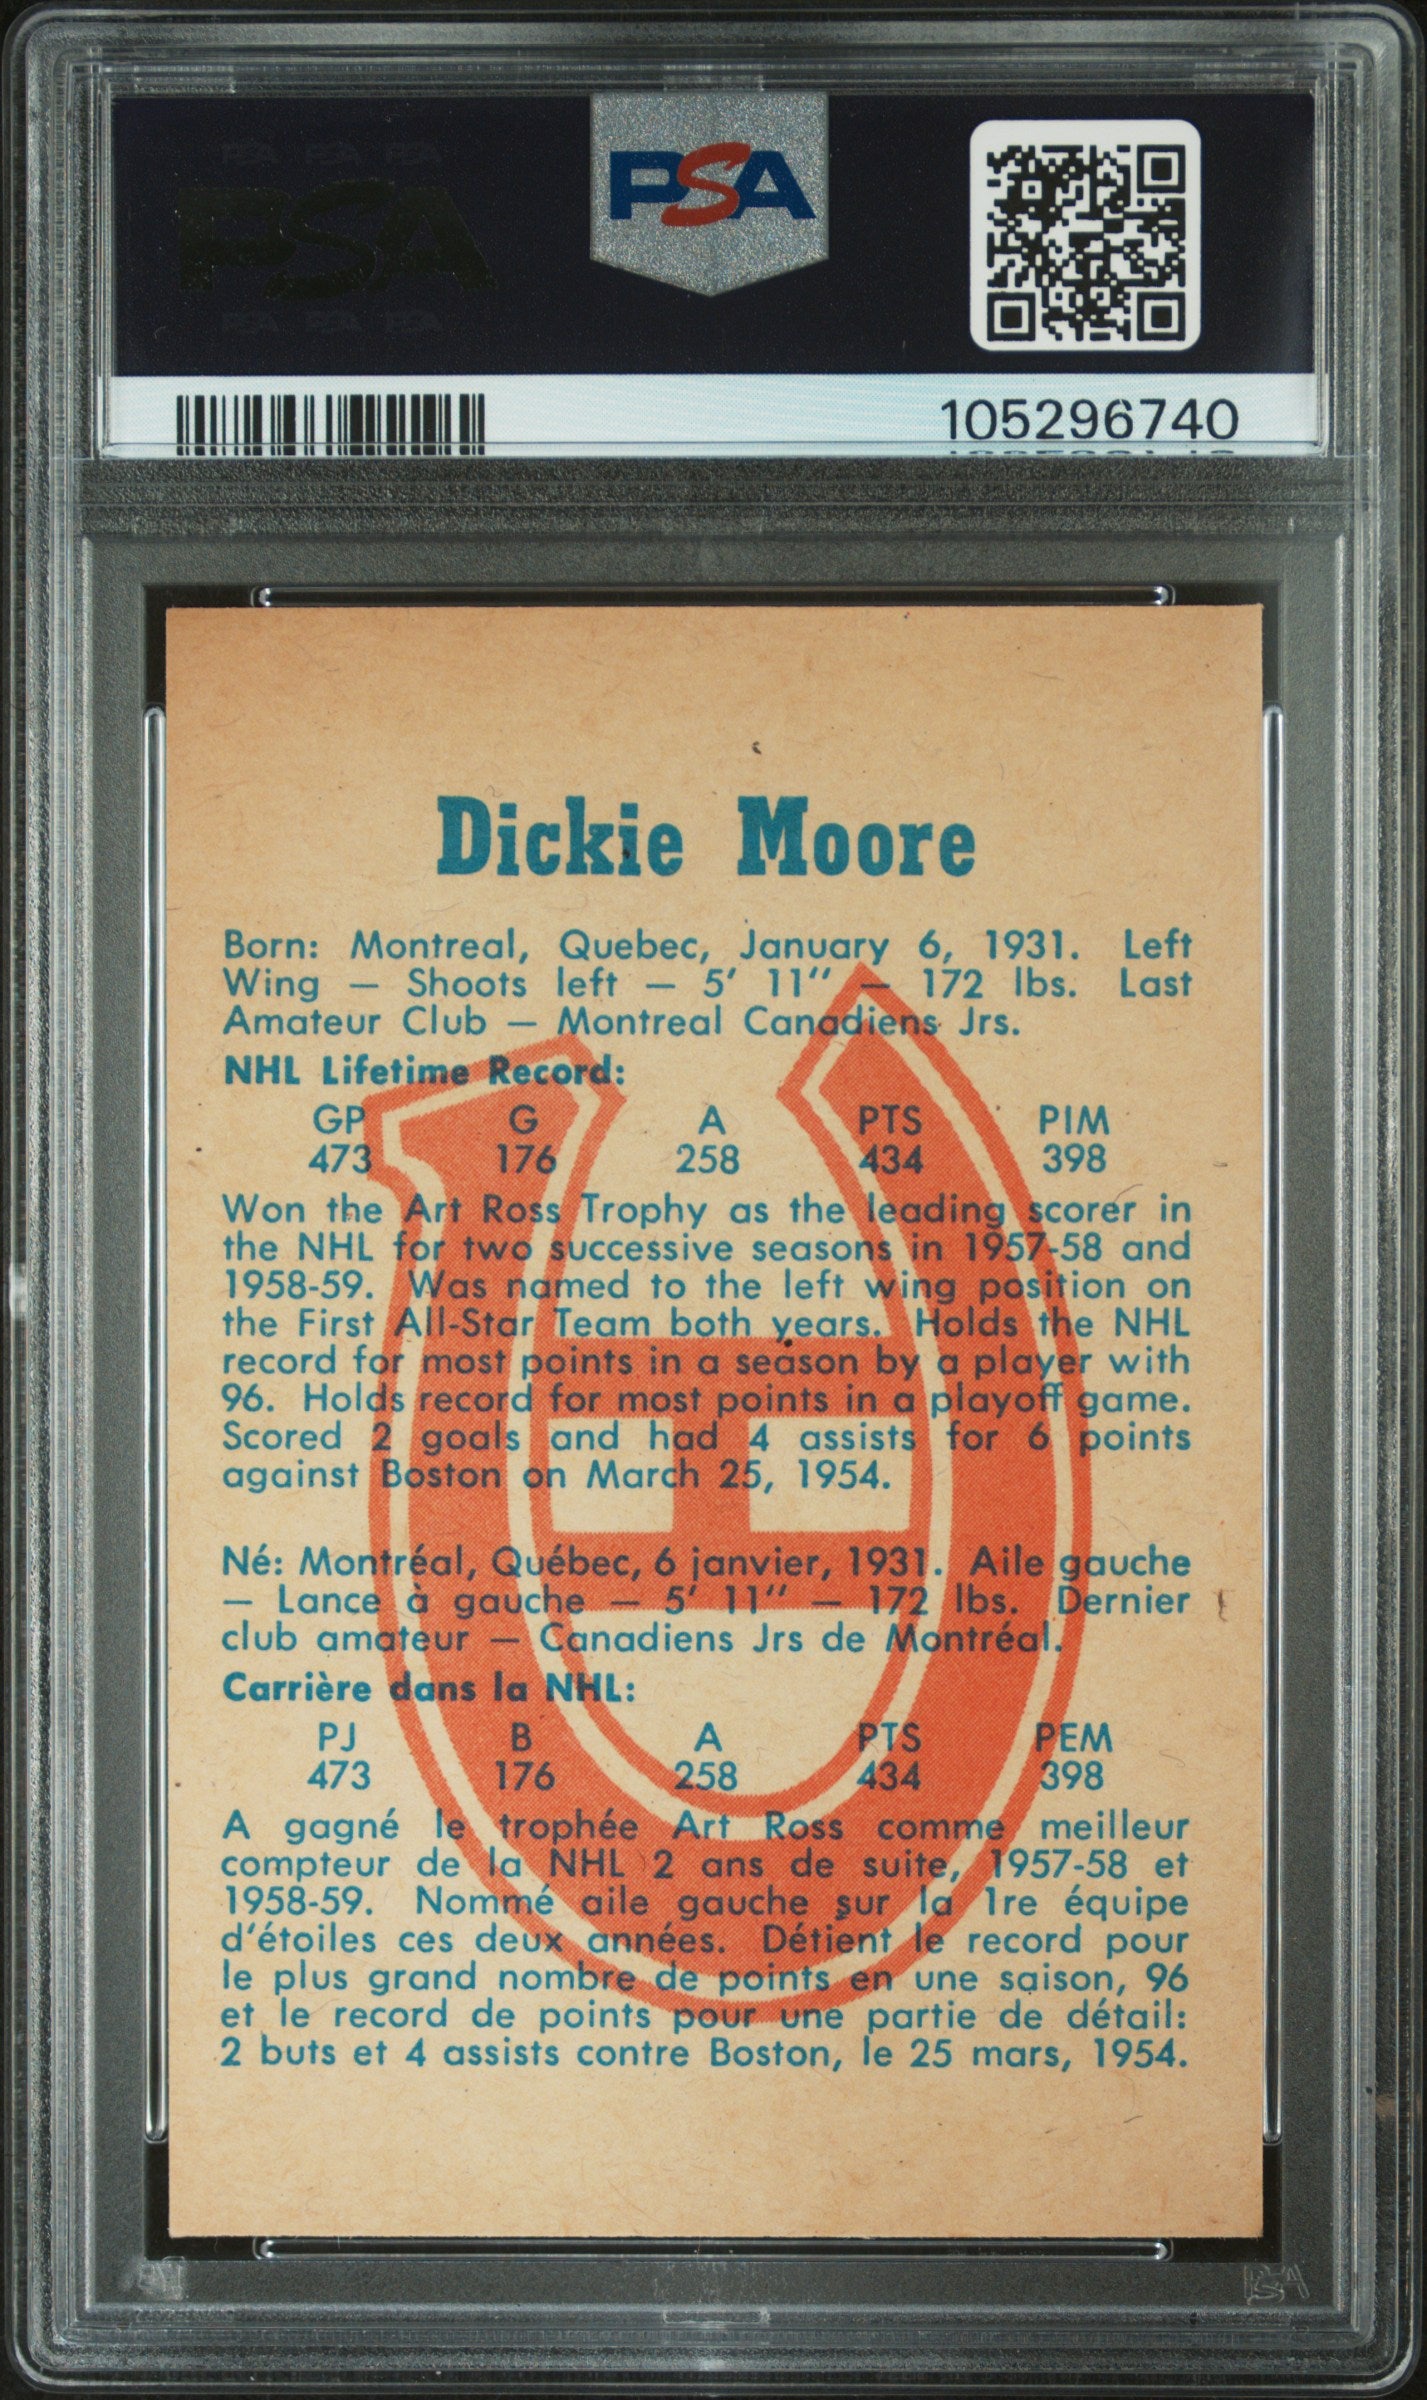 PSA PSA PSA
PSA
PSA PSA PSA
PSA
105296740
Dickie Moore
Born: Montreal, Quebec, January 6, 1931. Left
Wing — Shoots left — 5′ 11″ — 172 lbs. Last
Amateur Club — Montreal Canadiens Jrs.
NHL Lifetime Record:
GP G A PTS PIM
473 176 258 434 398
Won the Art Ross Trophy as the leading scorer in
the NHL for two successive seasons in 1957-58 and
1958-59. Was named to the left wing position on
the First All-Star Team both years. Holds the NHL
record for most points in a season by a player with
96. Holds record for most points in a playoff game.
Scored 2 goals and had 4 assists for 6 points
against Boston on March 25, 1954.
Né: Montréal, Québec, 6 janvier, 1931. Aile gauche
— Lance à gauche — 5′ 11″ — 172 lbs. Dernier
club amateur — Canadiens Jrs de Montréal.
Carrière dans la NHL:
PJ B A PTS PEM
473 176 258 434 398
A gagné le trophée Art Ross comme meilleur
compteur de la NHL 2 ans de suite, 1957-58 et
1958-59. Nommé aile gauche sur la 1re équipe
d'étoiles ces deux années. Détient le record pour
le plus grand nombre de points en une saison, 96
et le record de points pour une partie de détail:
2 buts et 4 assists contre Boston, le 25 mars, 1954.
PSA